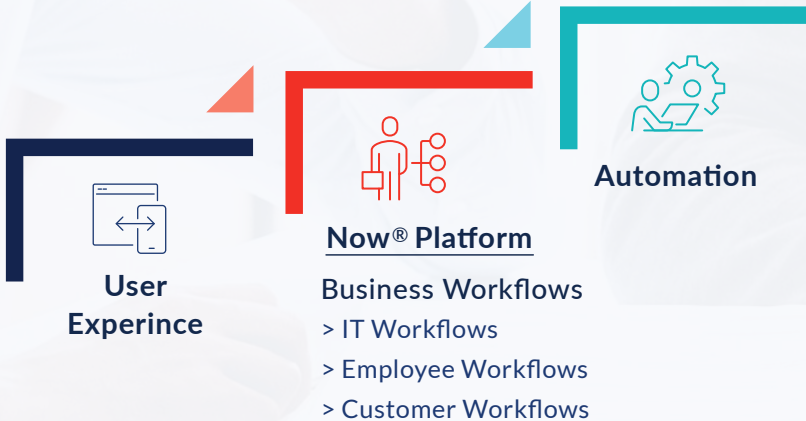 User
Experince
Now® Platform
Business Workflows
> IT Workflows
> Employee Workflows
> Customer Workflows
Automation